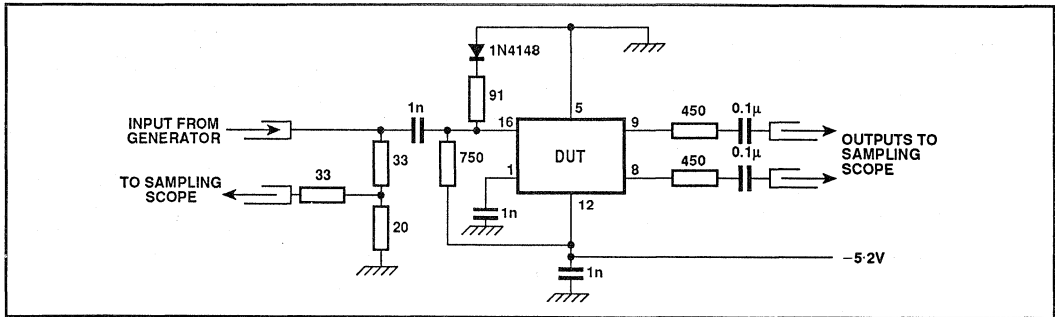 1N4148
91
1n
5
INPUT FROM
GENERATOR
16
9
450
0.1µ
33
750
DUT
OUTPUTS TO
SAMPLING
SCOPE
TO SAMPLING
SCOPE
33
1
8
450
0.1µ
20
1n
12
−5·2V
1n